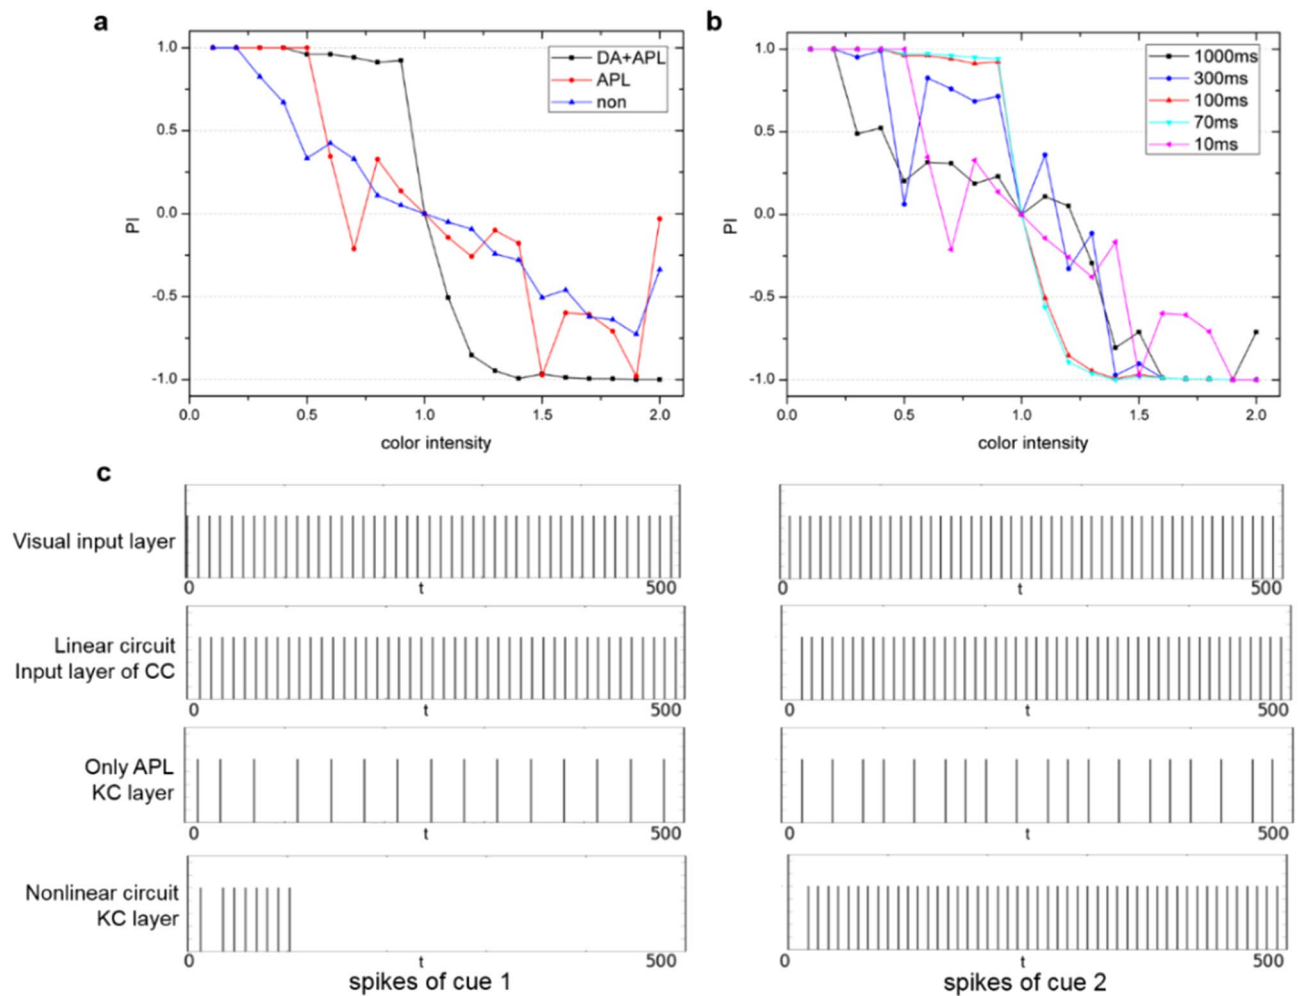 a
1.0
0.5
0.0
-0.5
-1.0
PI
0.0
0.5
1.0
1.5
2.0
color intensity
DA+APL
APL
non
b
1.0
0.5
0.0
-0.5
-1.0
PI
0.0
0.5
1.0
1.5
2.0
color intensity
1000ms
300ms
100ms
70ms
10ms
c
Visual input layer
0 t 500
0 t 500
Linear circuit
Input layer of CC
0 t 500
0 t 500
Only APL
KC layer
0 t 500
0 t 500
Nonlinear circuit
KC layer
0 t 500
0 t 500
spikes of cue 1
spikes of cue 2